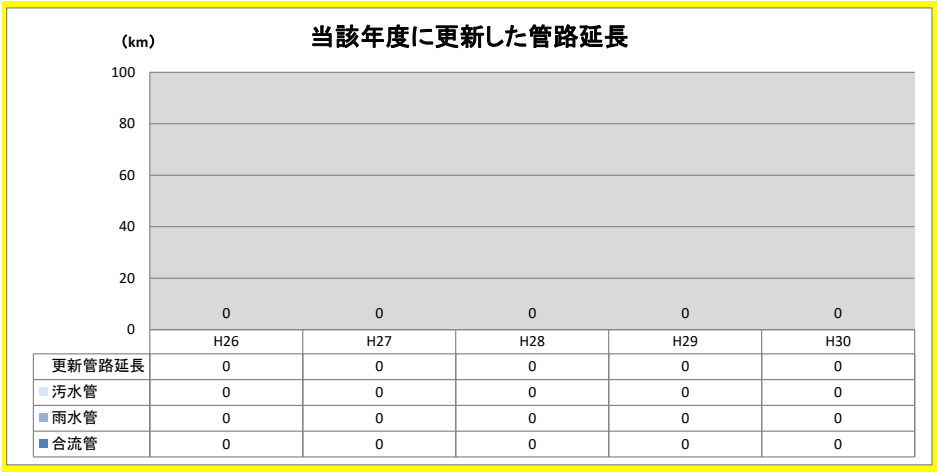 当該年度に更新した管路延長
（km）
100
80
60
40
20
0
0 0 0 0 0
H26 H27 H28 H29 H30
更新管路延長 0 0 0 0 0
汚水管 0 0 0 0 0
雨水管 0 0 0 0 0
合流管 0 0 0 0 0